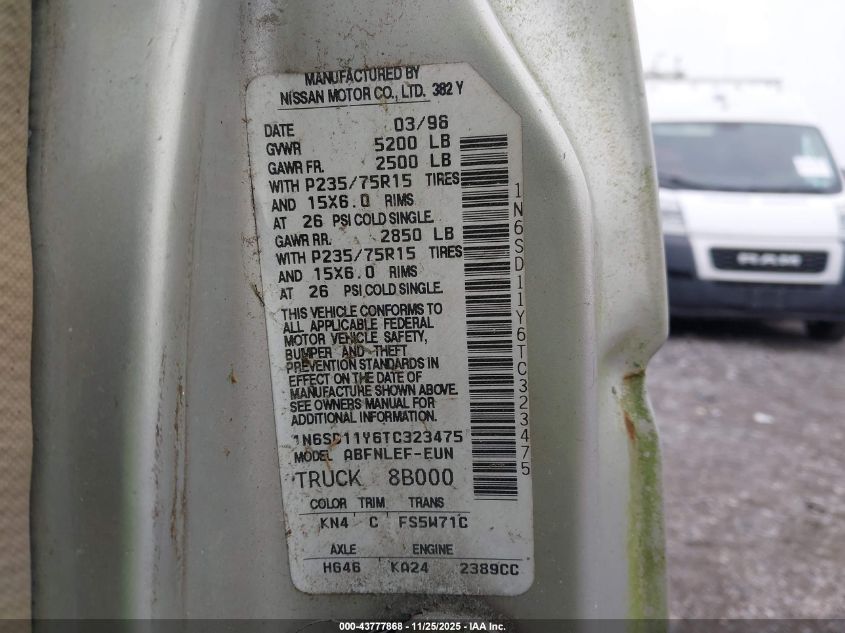 MANUFACTURED BY
NISSAN MOTOR CO., LTD. 382 Y
DATE 03/96
GVWR 5200 LB
GAWR FR. 2500 LB
WITH P235/75R15 TIRES
AND 15X6.0 RIMS
AT 26 PSI COLD SINGLE.
GAWR RR. 2850 LB
WITH P235/75R15 TIRES
AND 15X6.0 RIMS
AT 26 PSI COLD SINGLE.
THIS VEHICLE CONFORMS TO
ALL APPLICABLE FEDERAL
MOTOR VEHICLE SAFETY,
BUMPER AND THEFT
PREVENTION STANDARDS IN
EFFECT ON THE DATE OF
MANUFACTURE SHOWN ABOVE.
SEE OWNERS MANUAL FOR
ADDITIONAL INFORMATION.
1N6SD11Y6TC323475
MODEL ABFNLEF-EUN
TRUCK 8B000
COLOR TRIM TRANS
KN4 C FS5W71C
AXLE ENGINE
HG46 KA24 2389CC
1N6SD11Y6TC323475
RAM
000-43777868 - 11/25/2025 - © IAA, Inc.